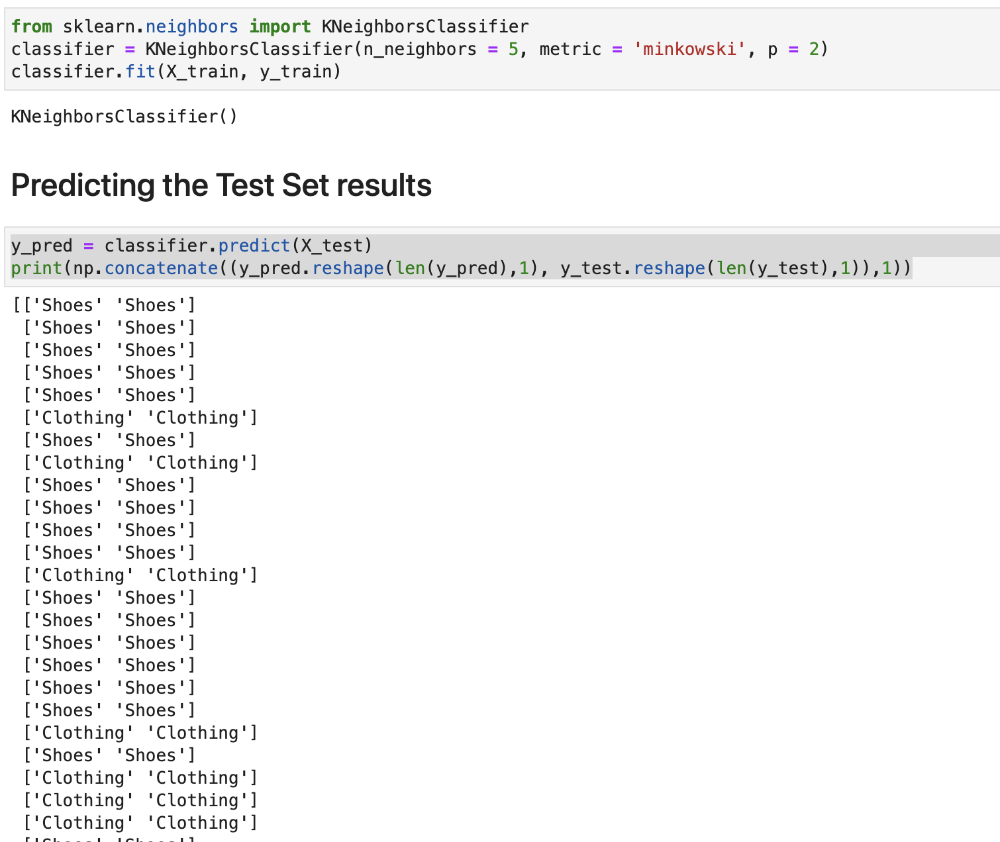 from sklearn.neighbors import KNeighborsClassifier
classifier = KNeighborsClassifier(n_neighbors = 5, metric = 'minkowski', p = 2)
classifier.fit(X_train, y_train)
KNeighborsClassifier()
Predicting the Test Set results
y_pred = classifier.predict(X_test)
print(np.concatenate((y_pred.reshape(len(y_pred),1), y_test.reshape(len(y_test),1)),1))
[['Shoes' 'Shoes']
['Shoes' 'Shoes']
['Shoes' 'Shoes']
['Shoes' 'Shoes']
['Shoes' 'Shoes']
['Clothing' 'Clothing']
['Shoes' 'Shoes']
['Clothing' 'Clothing']
['Shoes' 'Shoes']
['Shoes' 'Shoes']
['Shoes' 'Shoes']
['Shoes' 'Shoes']
['Clothing' 'Clothing']
['Shoes' 'Shoes']
['Shoes' 'Shoes']
['Shoes' 'Shoes']
['Shoes' 'Shoes']
['Shoes' 'Shoes']
['Shoes' 'Shoes']
['Clothing' 'Clothing']
['Shoes' 'Shoes']
['Clothing' 'Clothing']
['Clothing' 'Clothing']
['Clothing' 'Clothing']